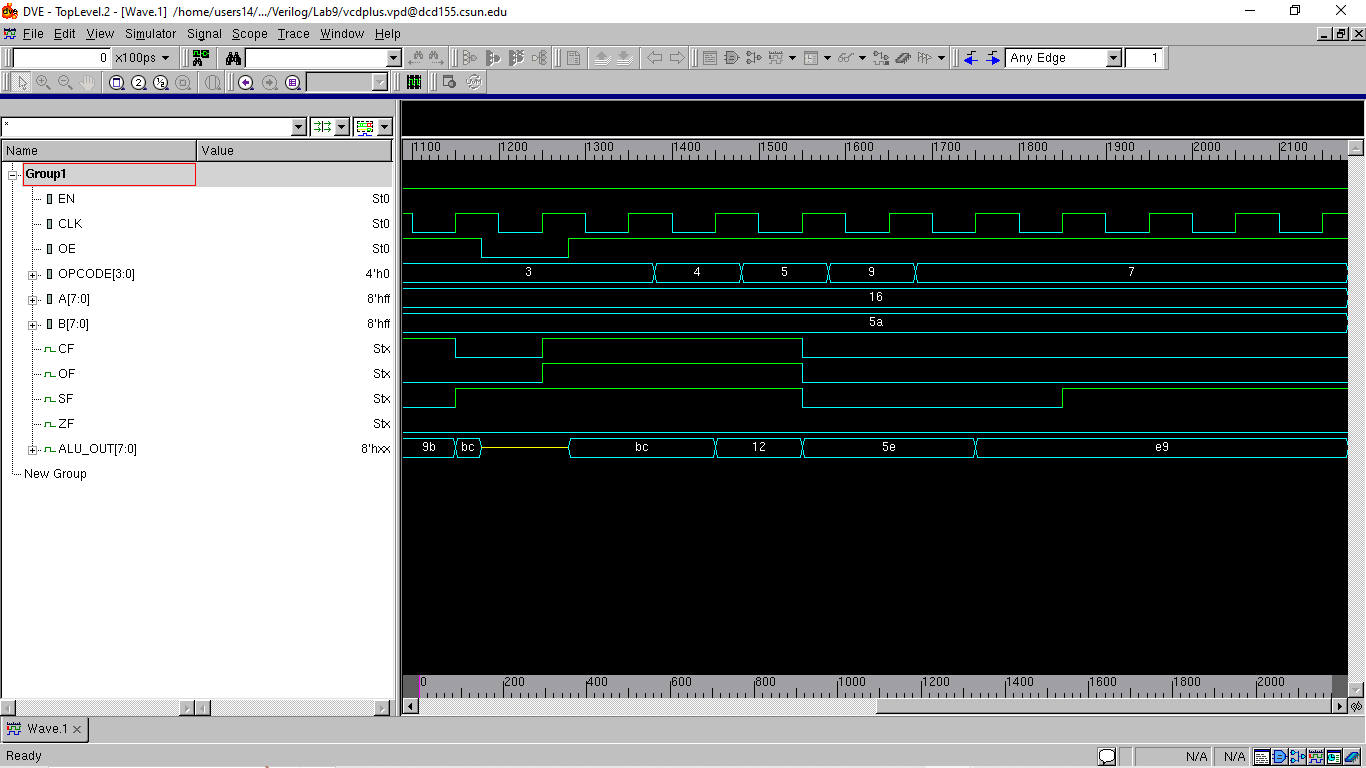 DVE - TopLevel.2 - [Wave.1] /home/users14/.../Verilog/Lab9/vcdplus.vpd@dcd155.csun.edu
File Edit View Simulator Signal Scope Trace Window Help
0 x100ps Any Edge 1
*
Name Value
1100 1200 1300 1400 1500 1600 1700 1800 1900 2000 2100
Group1
EN St0
CLK St0
OE St0
OPCODE[3:0] 4'h0 3 4 5 9 7
A[7:0] 8'hff 16
B[7:0] 8'hff 5a
CF Stx
OF Stx
SF Stx
ZF Stx
ALU_OUT[7:0] 8'hxx 9b bc bc 12 5e e9
New Group
0 200 400 600 800 1000 1200 1400 1600 1800 2000
Wave.1
Ready N/A N/A